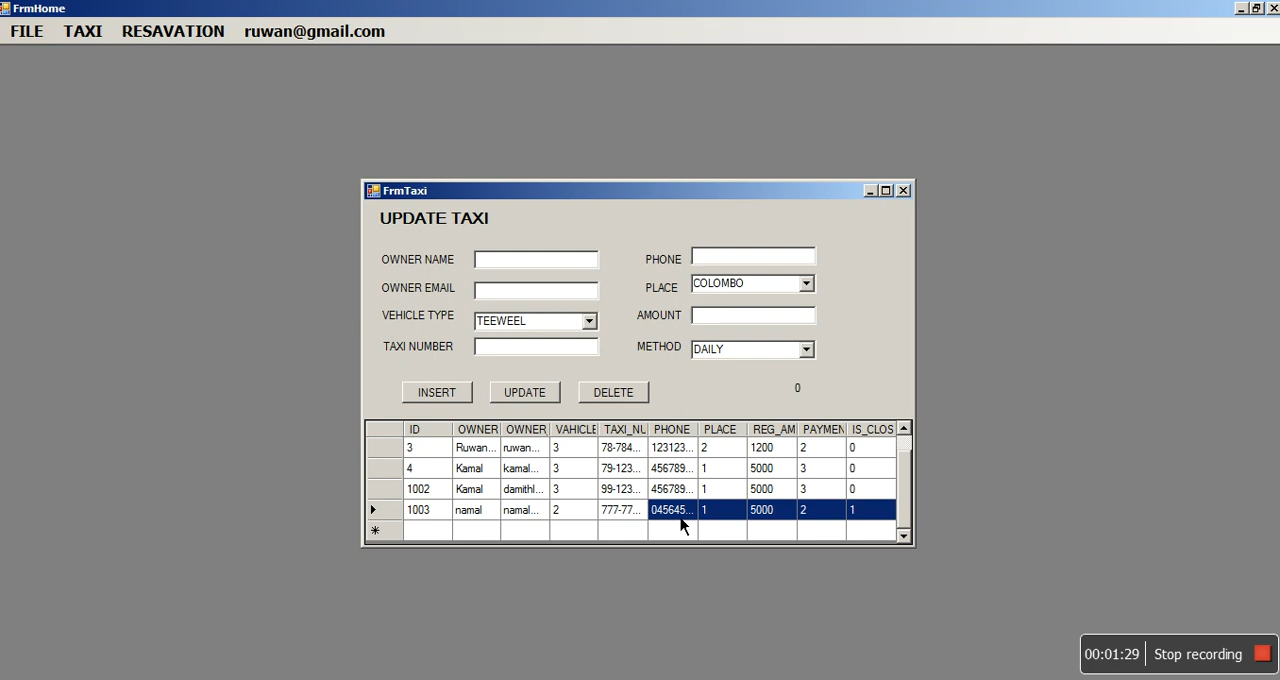 FrmHome
FILE TAXI RESAVATION ruwan@gmail.com
FrmTaxi
UPDATE TAXI
OWNER NAME PHONE
OWNER EMAIL PLACE COLOMBO
VEHICLE TYPE TEEWEEL AMOUNT
TAXI NUMBER METHOD DAILY
INSERT UPDATE DELETE 0
ID OWNER OWNER VAHICLE TAXI_NU PHONE PLACE REG_AM PAYMEN IS_CLOS
3 Ruwan... ruwan... 3 78-784... 123123... 2 1200 2 0
4 Kamal kamal... 3 79-123... 456789... 1 5000 3 0
1002 Kamal damithl... 3 99-123... 456789... 1 5000 3 0
1003 namal namal... 2 777-77... 045645... 1 5000 2 1
00:01:29 Stop recording